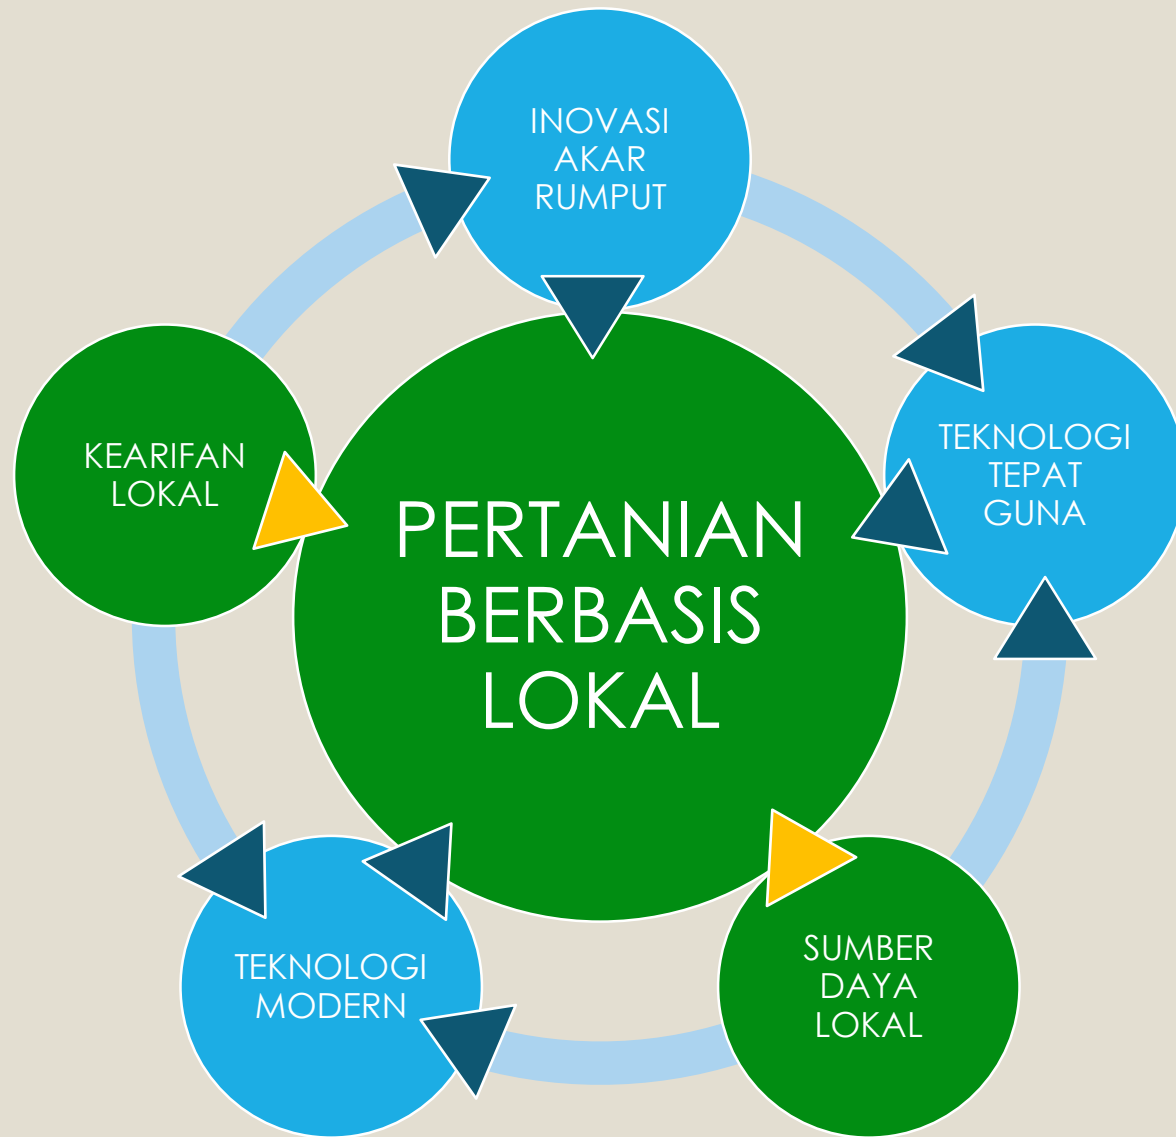 INOVASI
AKAR
RUMPUT
KEARIFAN
LOKAL
TEKNOLOGI
TEPAT
GUNA
PERTANIAN
BERBASIS
LOKAL
TEKNOLOGI
MODERN
SUMBER
DAYA
LOKAL